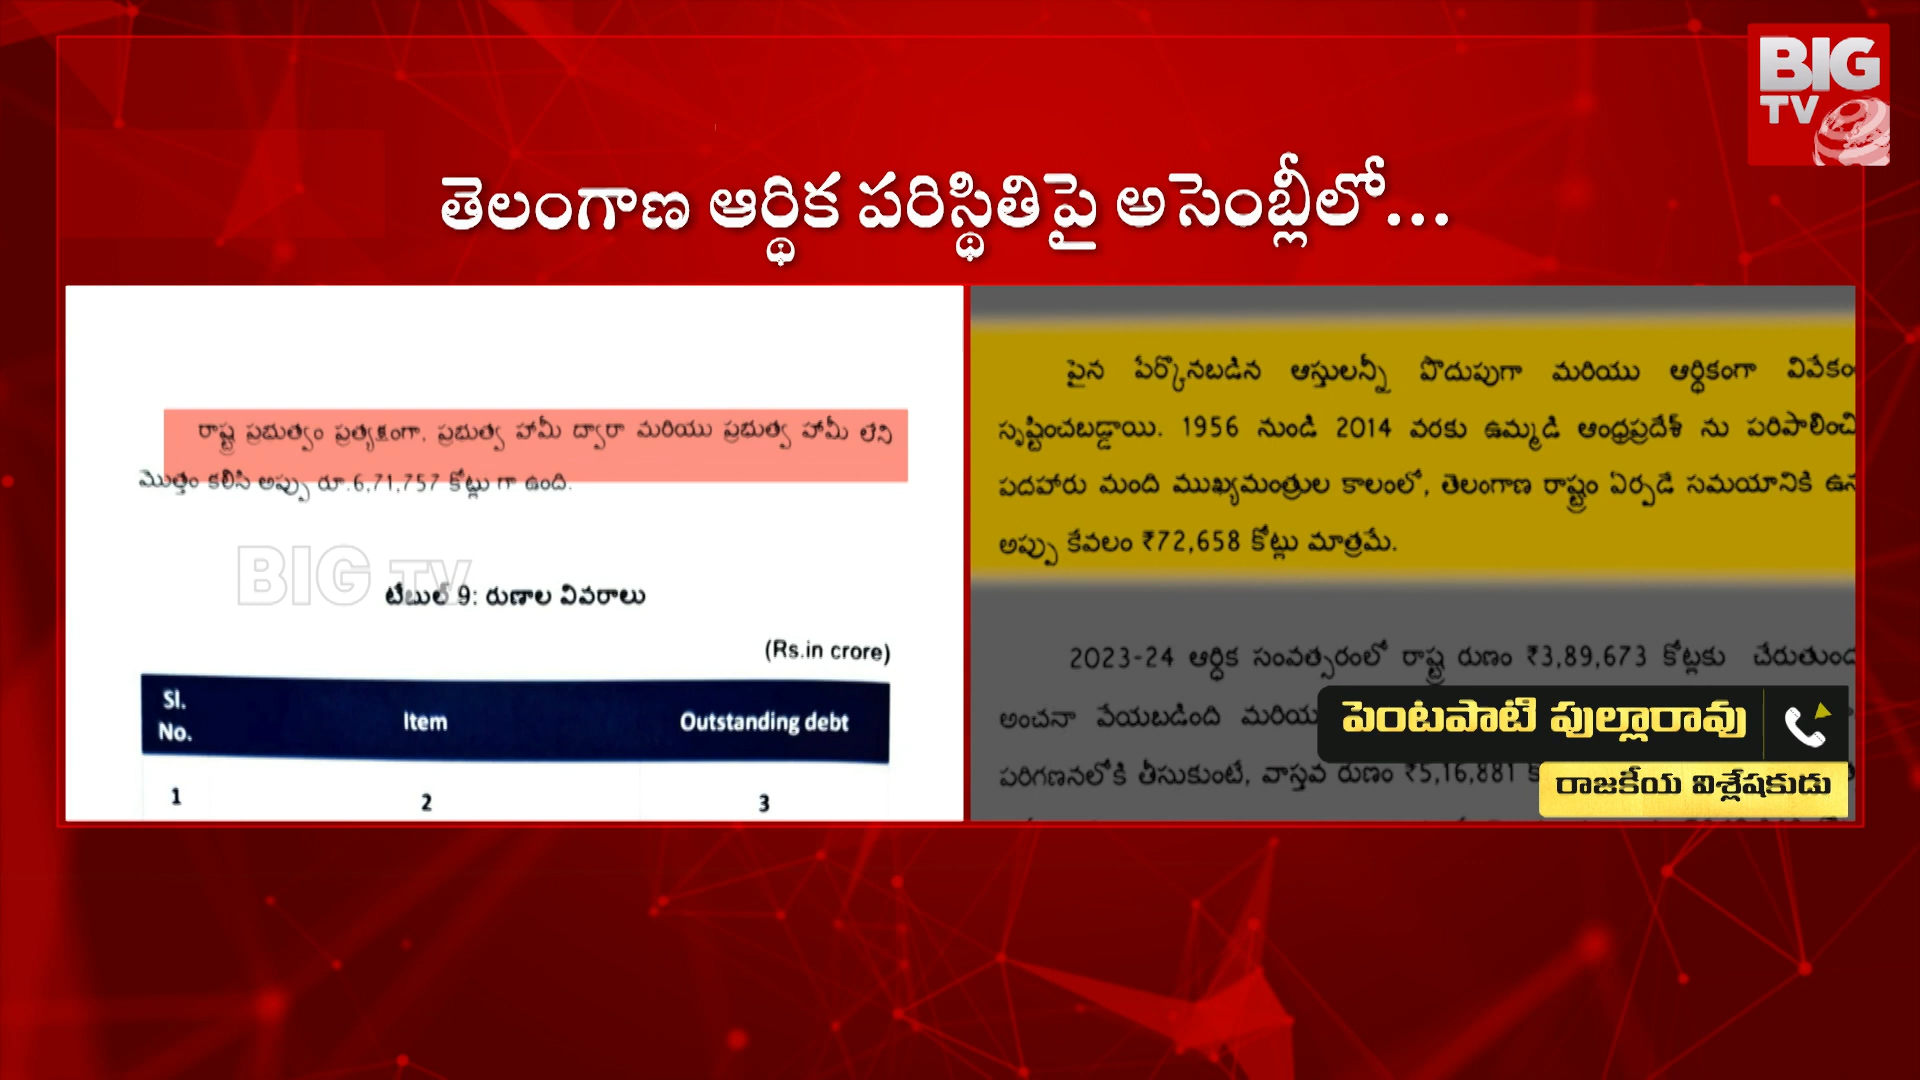 BIG
TV
తెలంగాణ ఆర్థిక పరిస్థితిపై అసెంబ్లీలో...
రాష్ట్ర ప్రభుత్వం ప్రత్యక్షంగా, ప్రభుత్వ హామీ ద్వారా మరియు ప్రభుత్వ హామీ లేని
మొత్తం కలిసి అప్పు రూ.6,71,757 కోట్లు గా ఉంది.
BIG TV
టేబుల్ 9: రుణాల వివరాలు
(Rs.in crore)
Sl. No. Item Outstanding debt
1 2 3
పైన పేర్కొనబడిన ఆస్తులన్నీ పొదుపుగా మరియు ఆర్థికంగా
సృష్టించబడ్డాయి. 1956 నుండి 2014 వరకు ఉమ్మడి ఆంధ్రప్రదేశ్ ను
పదహారు మంది ముఖ్యమంత్రుల కాలంలో, తెలంగాణ రాష్ట్రం ఏర్పడే సమయానికి
అప్పు కేవలం ₹72,658 కోట్లు మాత్రమే.
2023-24 ఆర్థిక సంవత్సరంలో రాష్ట్ర రుణం ₹3,89,673 కోట్లకు
అంచనా వేయబడింది
పరిగణనలోకి తీసుకుంటే, వాస్తవ రుణం ₹5,16,881
పెంటపాటి పుల్లారావు
రాజకీయ విశ్లేషకుడు